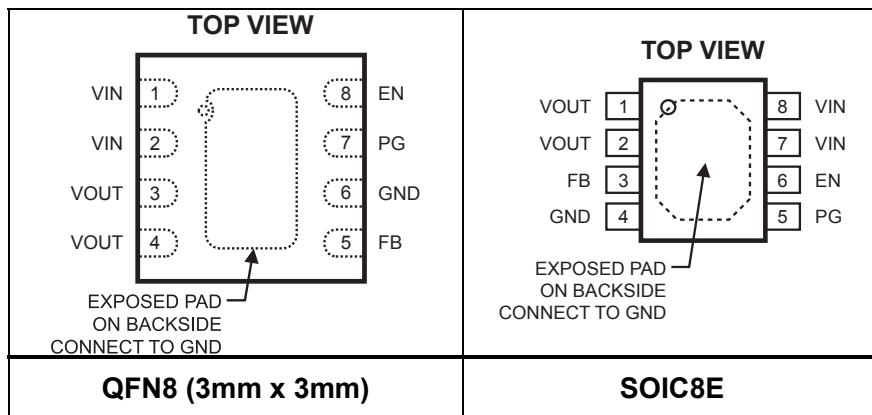 TOP VIEW
VIN 1 8 EN
VIN 2 7 PG
VOUT 3 6 GND
VOUT 4 5 FB
EXPOSED PAD
ON BACKSIDE
CONNECT TO GND
QFN8 (3mm x 3mm)
TOP VIEW
VOUT 1 8 VIN
VOUT 2 7 VIN
FB 3 6 EN
GND 4 5 PG
EXPOSED PAD
ON BACKSIDE
CONNECT TO GND
SOIC8E